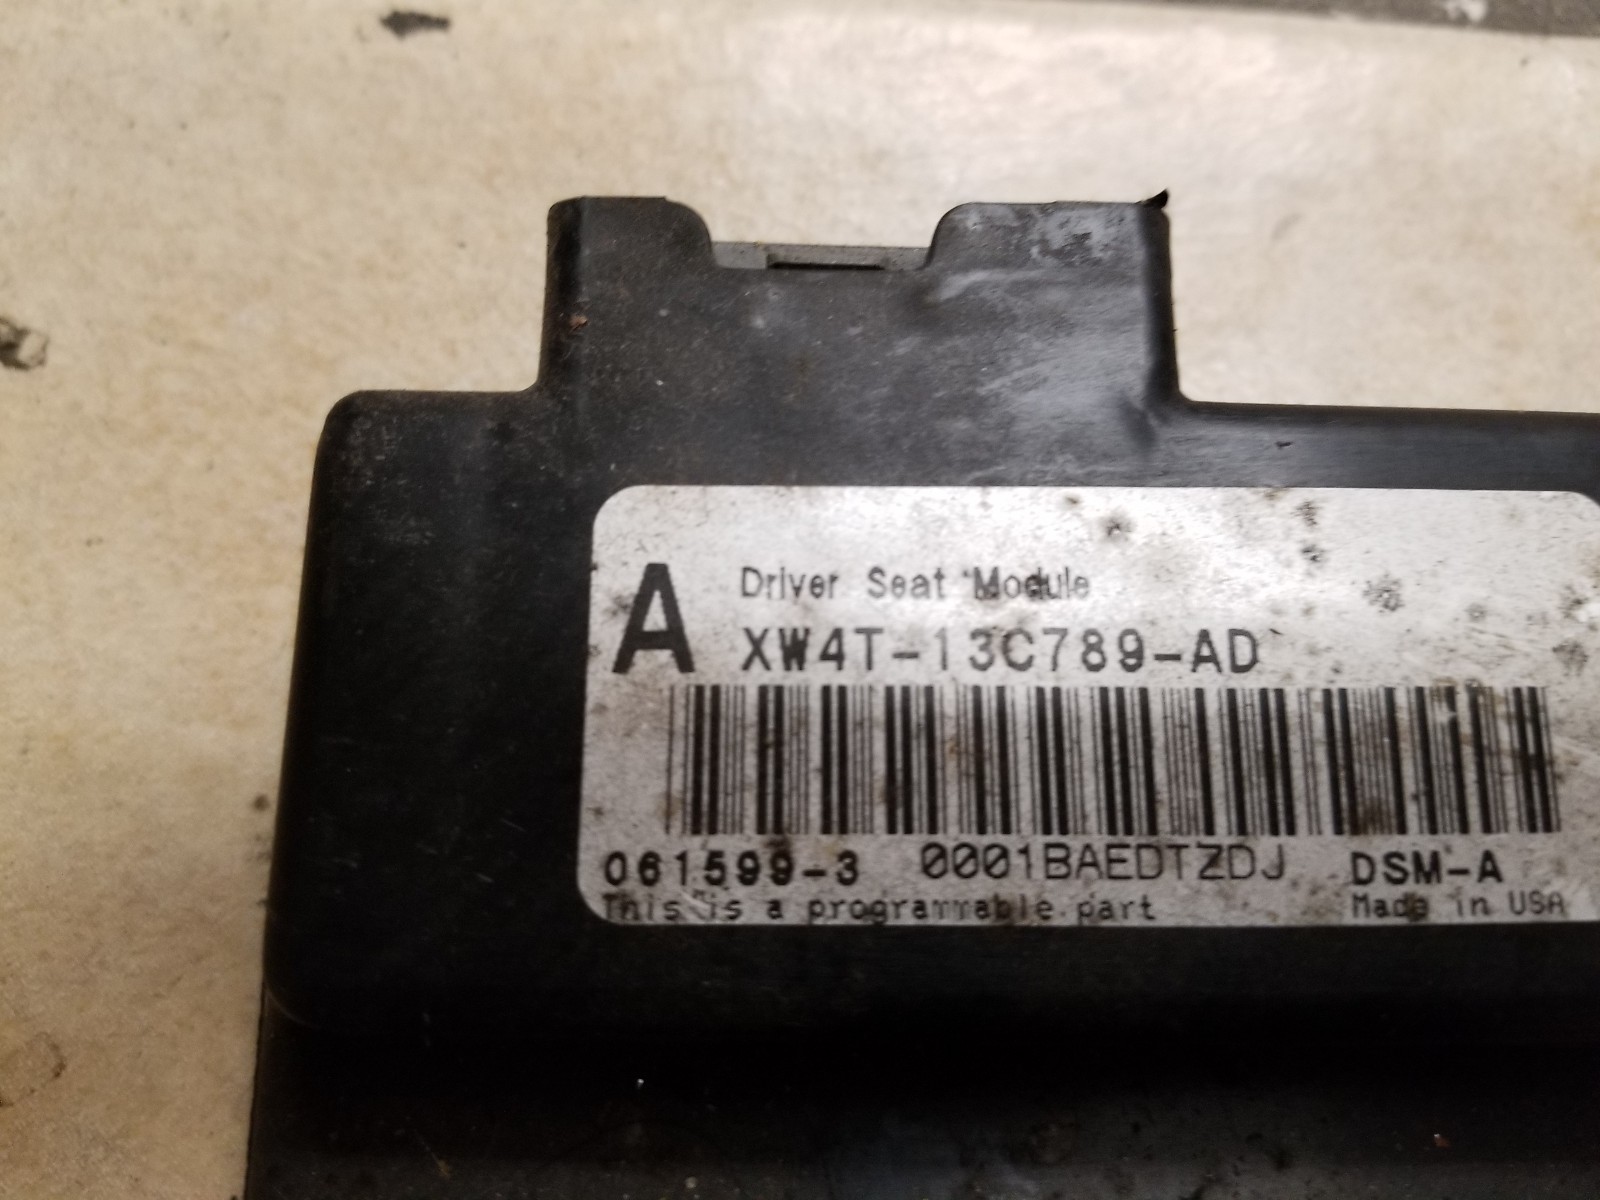 A
Driver Seat Module
XW4T-13C789-AD
061599-3 0001BAEDTZDJ DSM-A
This is a programmable part Made in USA